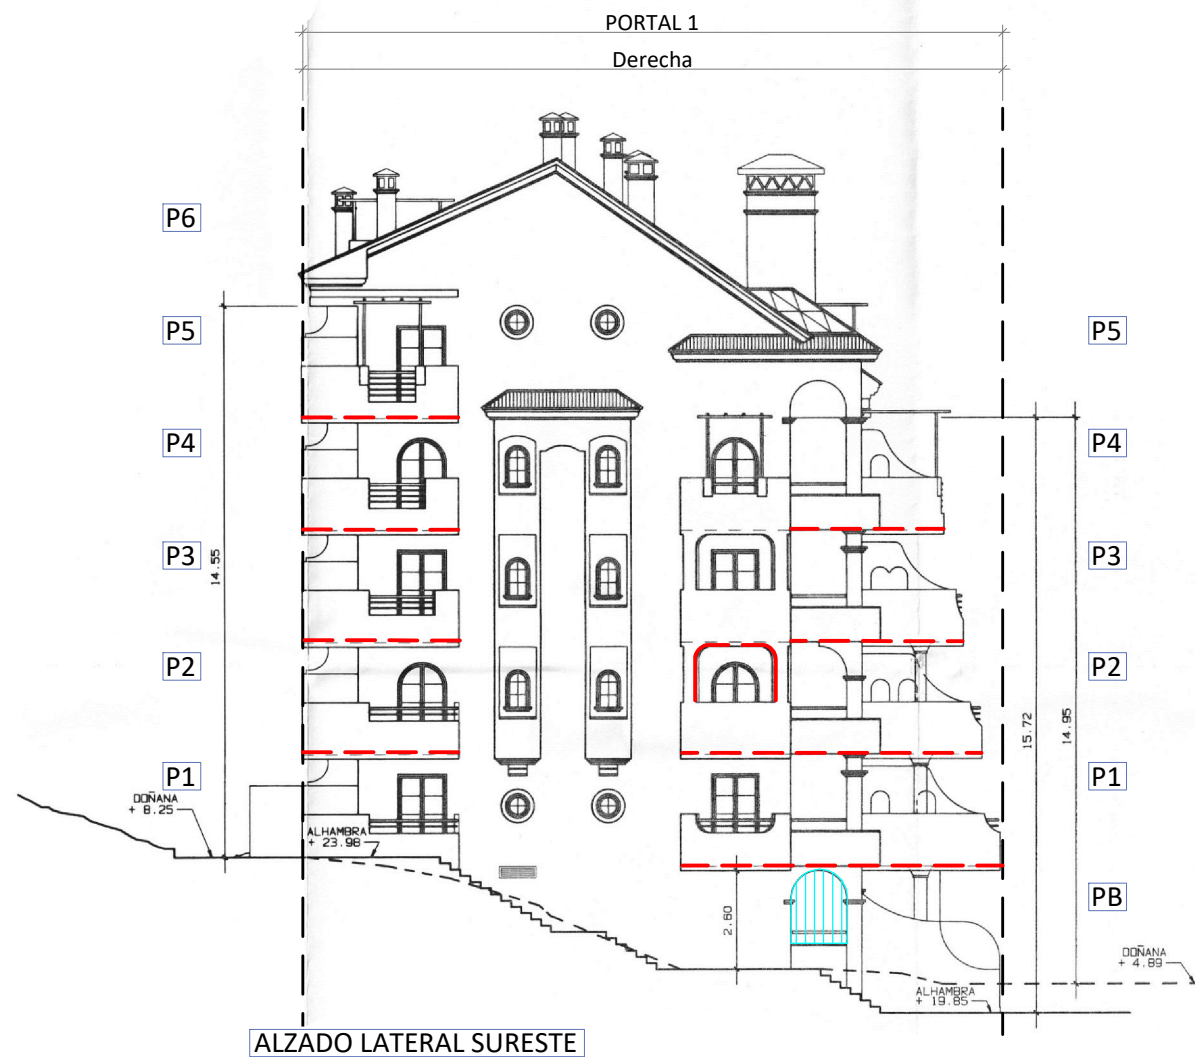 PORTAL 1
Derecha
P6
P5
P5
P4
P4
14.55
P3
P3
P2
P2
15.72
14.95
P1
P1
DOÑANA
+ 8.25
ALHAMBRA
+ 23.98
2.60
PB
DOÑANA
+ 4.89
ALHAMBRA
+ 19.85
ALZADO LATERAL SURESTE